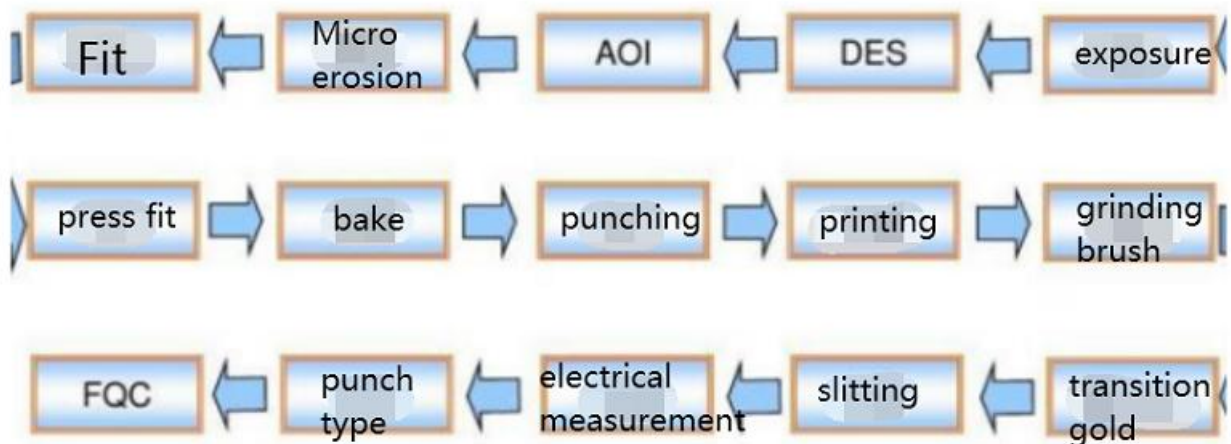 Fit
Micro
erosion
AOI
DES
exposure
press fit
bake
punching
printing
grinding
brush
FQC
punch
type
electrical
measurement
slitting
transition
gold